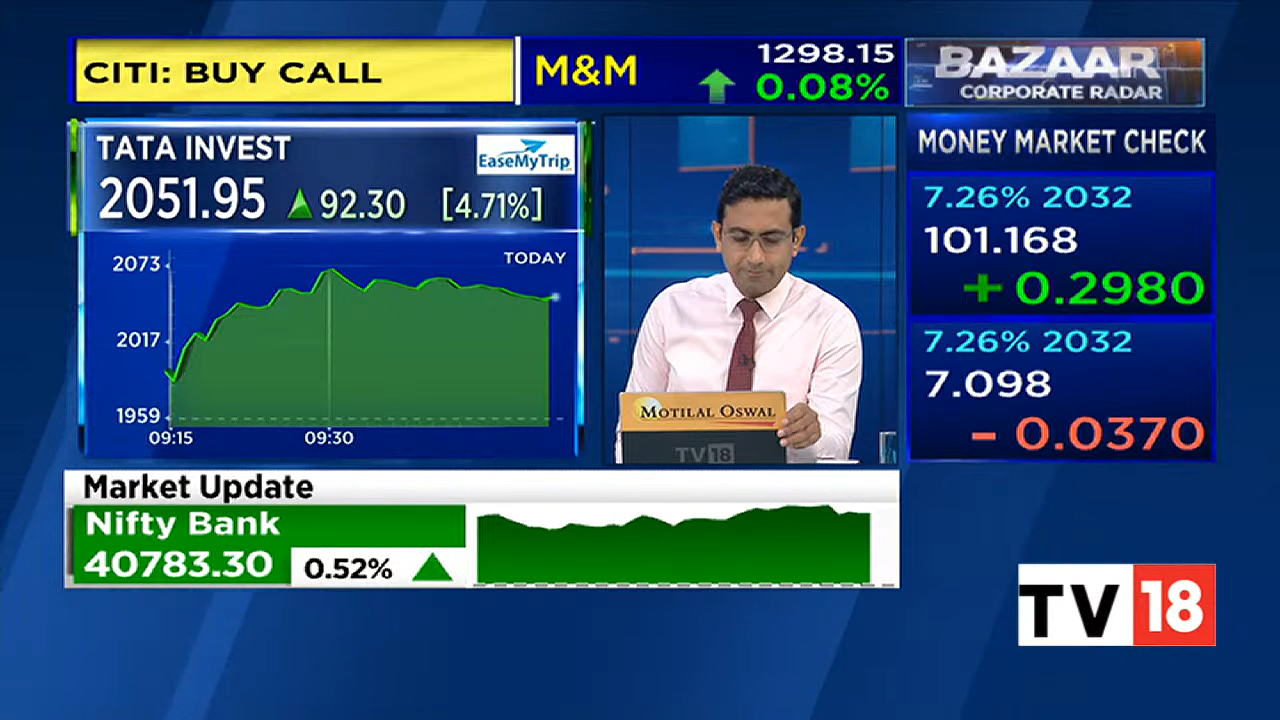 CITI: BUY CALL
M&M
1298.15
0.08%
BAZAAR
CORPORATE RADAR
TATA INVEST
EaseMyTrip
2051.95 92.30 [4.71%]
TODAY
2073
2017
1959
09:15
09:30
MOTILAL OSWAL
TV18
MONEY MARKET CHECK
7.26% 2032
101.168
+ 0.2980
7.26% 2032
7.098
- 0.0370
Market Update
Nifty Bank
40783.30
0.52%
TV18